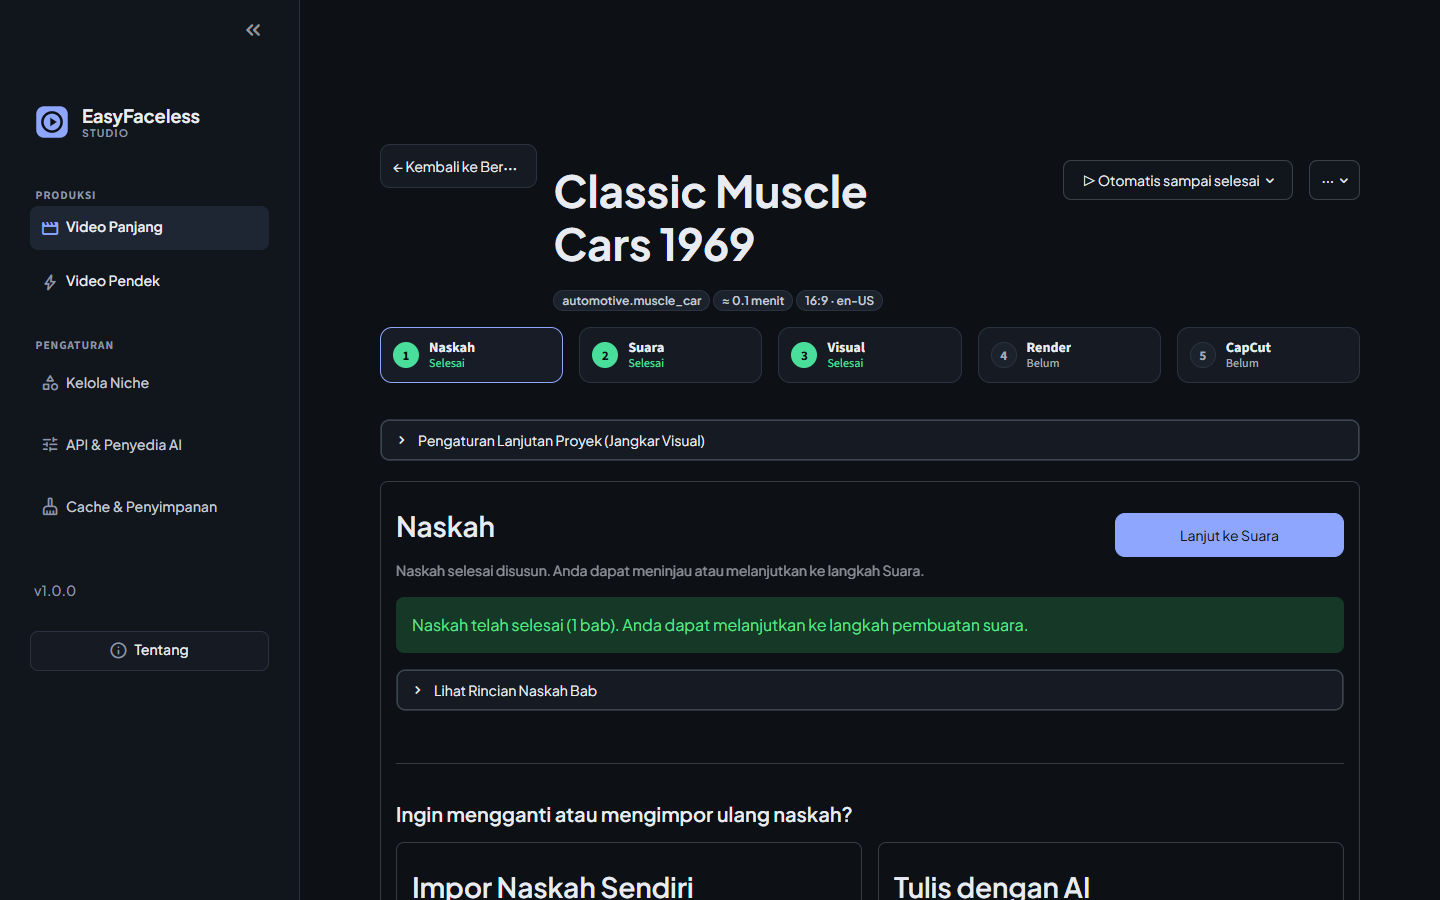 EasyFaceless
STUDIO
PRODUKSI
Video Panjang
Video Pendek
PENGATURAN
Kelola Niche
API & Penyedia AI
Cache & Penyimpanan
v1.0.0
Tentang
← Kembali ke Ber...
Classic Muscle
Cars 1969
Otomatis sampai selesai
...
automotive.muscle_car
≈ 0.1 menit
16:9 · en-US
1
Naskah
Selesai
2
Suara
Selesai
3
Visual
Selesai
4
Render
Belum
5
CapCut
Belum
Pengaturan Lanjutan Proyek (Jangkar Visual)
Naskah
Lanjut ke Suara
Naskah selesai disusun. Anda dapat meninjau atau melanjutkan ke langkah Suara.
Naskah telah selesai (1 bab). Anda dapat melanjutkan ke langkah pembuatan suara.
Lihat Rincian Naskah Bab
Ingin mengganti atau mengimpor ulang naskah?
Impor Naskah Sendiri
Tulis dengan AI